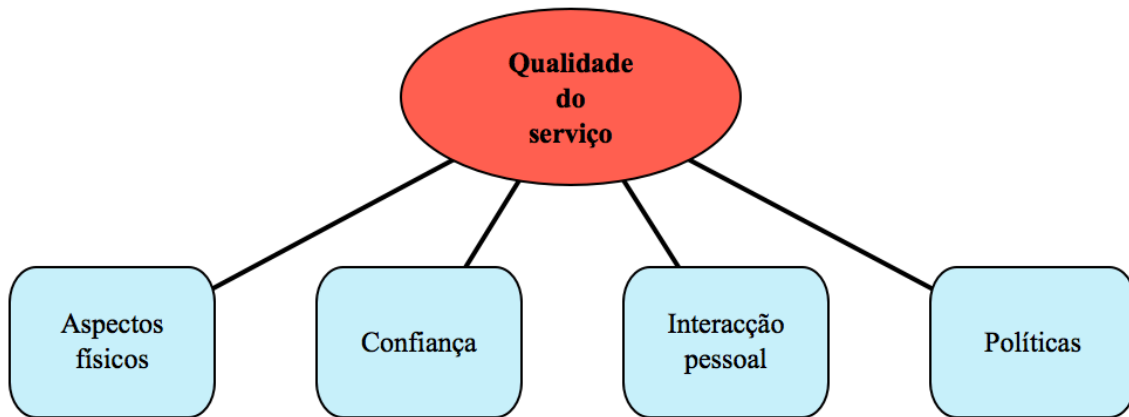 Qualidade
do
serviço
Aspectos
físicos
Confiança
Interacção
pessoal
Políticas